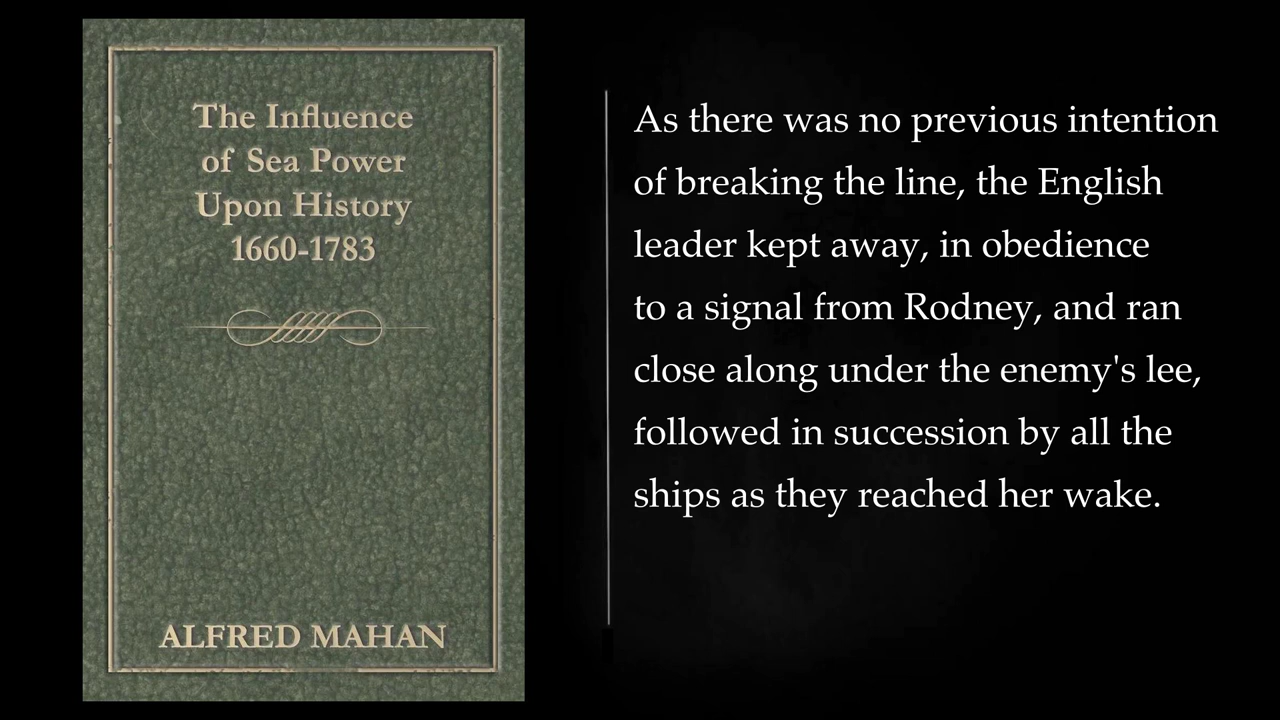 The Influence
of Sea Power
Upon History
1660-1783
ALFRED MAHAN
As there was no previous intention
of breaking the line, the English
leader kept away, in obedience
to a signal from Rodney, and ran
close along under the enemy's lee,
followed in succession by all the
ships as they reached her wake.